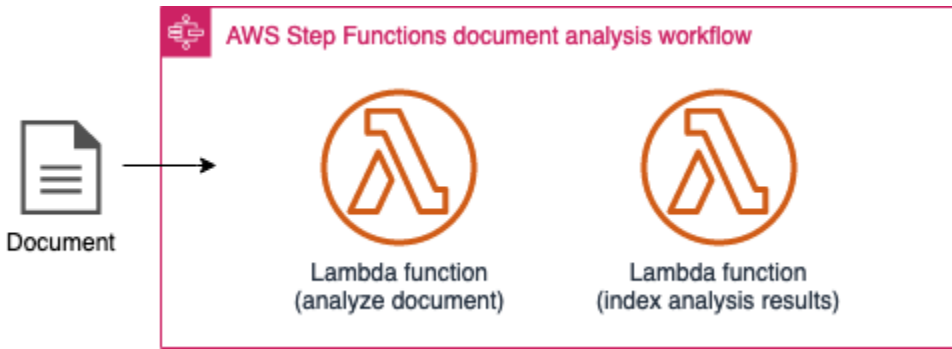 AWS Step Functions document analysis workflow
Document
Lambda function
(analyze document)
Lambda function
(index analysis results)